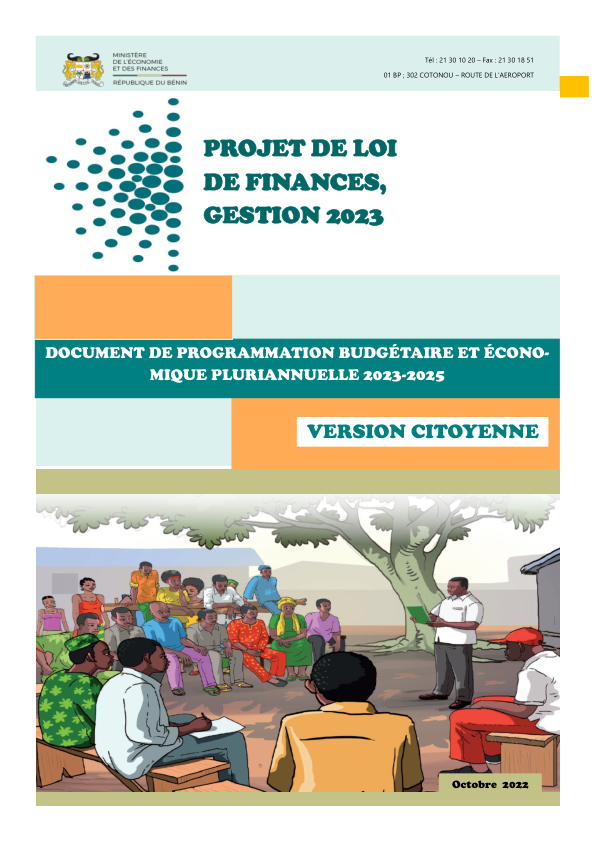 MINISTÈRE
DE L'ÉCONOMIE
ET DES FINANCES
RÉPUBLIQUE DU BÉNIN
Tél : 21 30 10 20 – Fax : 21 30 18 51
01 BP ; 302 COTONOU – ROUTE DE L'AEROPORT
PROJET DE LOI
DE FINANCES,
GESTION 2023
DOCUMENT DE PROGRAMMATION BUDGÉTAIRE ET ÉCONO-
MIQUE PLURIANNUELLE 2023-2025
VERSION CITOYENNE
Octobre 2022